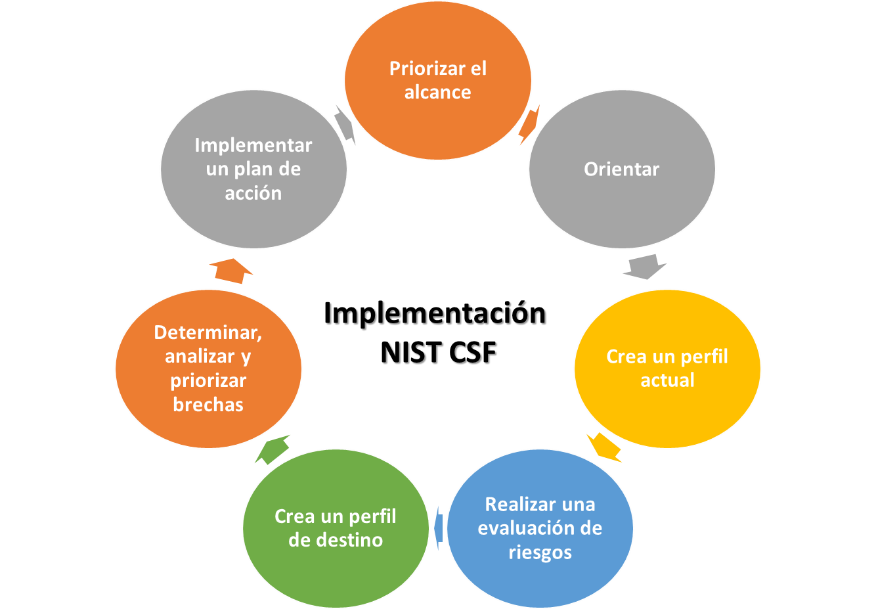 Priorizar el
alcance
Orientar
Crea un perfil
actual
Realizar una
evaluación de
riesgos
Crea un perfil
de destino
Determinar,
analizar y
priorizar
brechas
Implementar
un plan de
acción
Implementación
NIST CSF